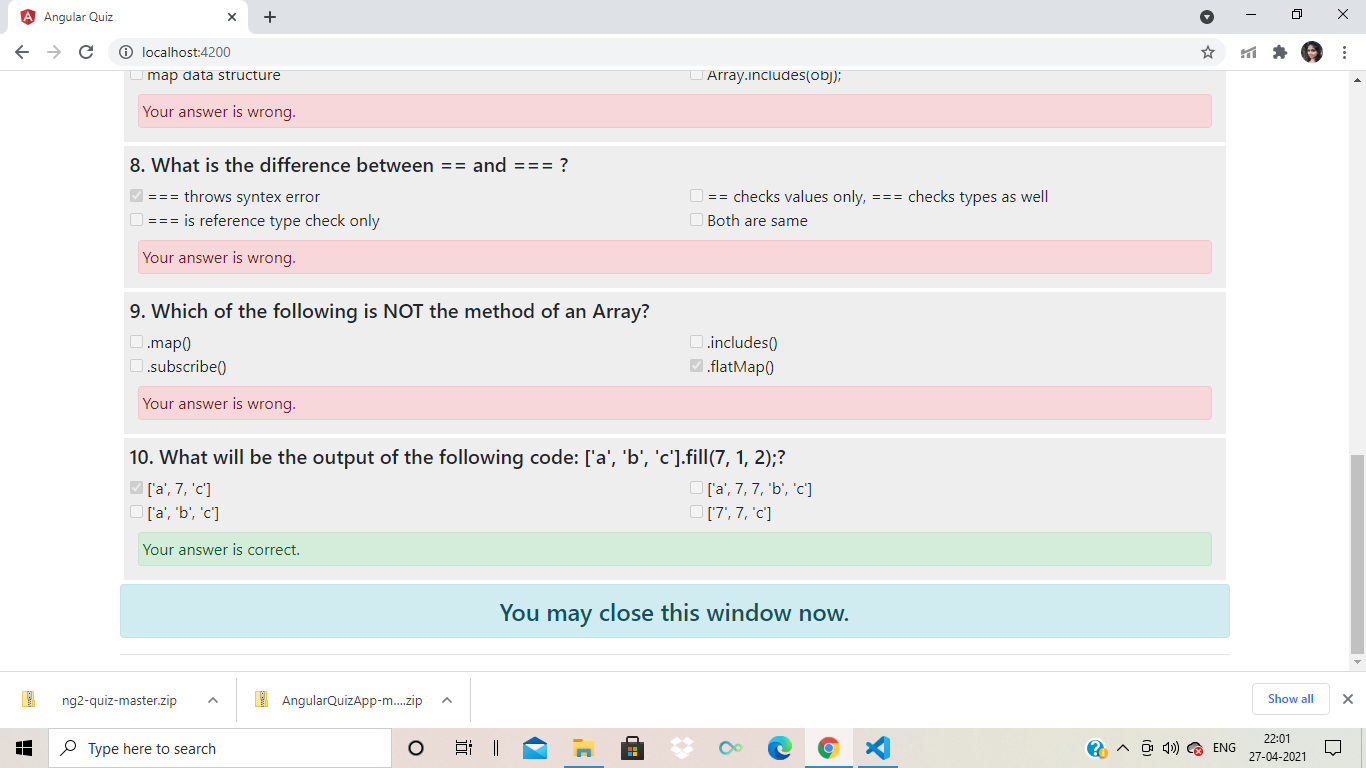 Angular Quiz
localhost:4200
map data structure
Array.includes(obj);
Your answer is wrong.
8. What is the difference between == and === ?
=== throws syntex error
== checks values only, === checks types as well
=== is reference type check only
Both are same
Your answer is wrong.
9. Which of the following is NOT the method of an Array?
.map()
.includes()
.subscribe()
.flatMap()
Your answer is wrong.
10. What will be the output of the following code: ['a', 'b', 'c'].fill(7, 1, 2);?
['a', 7, 'c']
['a', 7, 7, 'b', 'c']
['a', 'b', 'c']
['7', 7, 'c']
Your answer is correct.
You may close this window now.
ng2-quiz-master.zip
AngularQuizApp-m....zip
Show all
Type here to search
ENG
22:01
27-04-2021